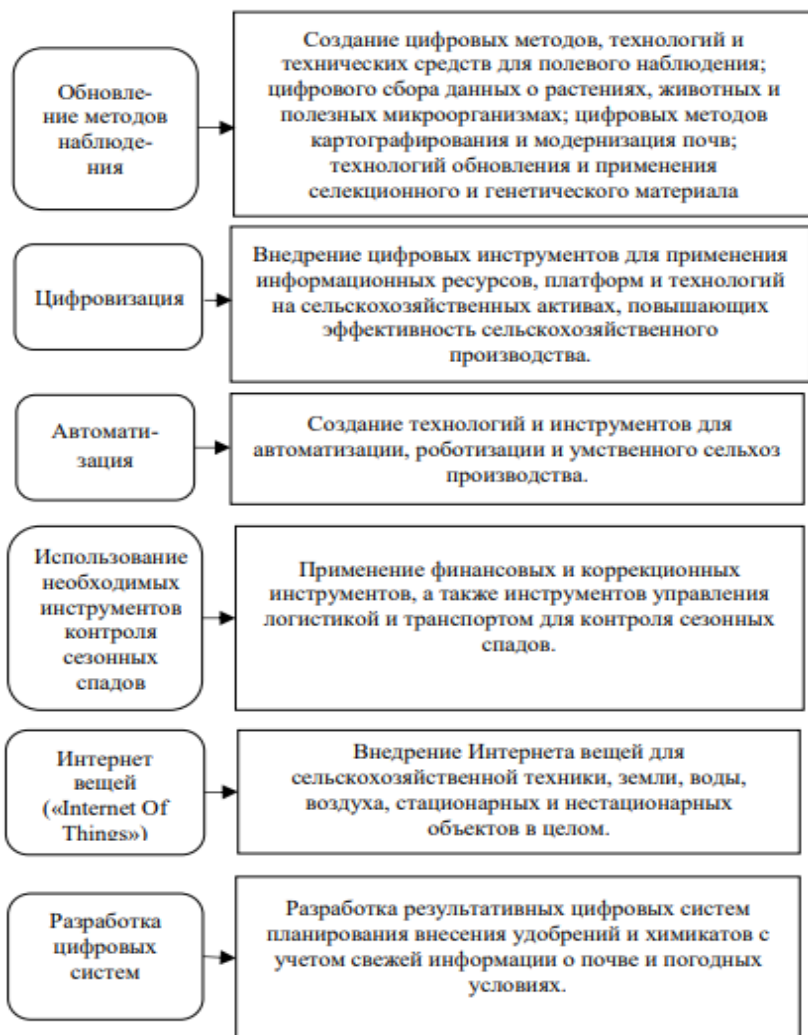 Обновле-
ние методов
наблюде-
ния
Создание цифровых методов, технологий и
технических средств для полевого наблюдения;
цифрового сбора данных о растениях, животных и
полезных микроорганизмах; цифровых методов
картографирования и модернизация почв;
технологий обновления и применения
селекционного и генетического материала
Цифровизация
Внедрение цифровых инструментов для применения
информационных ресурсов, платформ и технологий
на сельскохозяйственных активах, повышающих
эффективность сельскохозяйственного
производства.
Автомати-
зация
Создание технологий и инструментов для
автоматизации, роботизации и умственного сельхоз
производства.
Использование
необходимых
инструментов
контроля
сезонных
спадов
Применение финансовых и коррекционных
инструментов, а также инструментов управления
логистикой и транспортом для контроля сезонных
спадов.
Интернет
вещей
(«Internet Of
Things»)
Внедрение Интернета вещей для
сельскохозяйственной техники, земли, воды,
воздуха, стационарных и нестационарных
объектов в целом.
Разработка
цифровых
систем
Разработка результативных цифровых систем
планирования внесения удобрений и химикатов с
учетом свежей информации о почве и погодных
условиях.